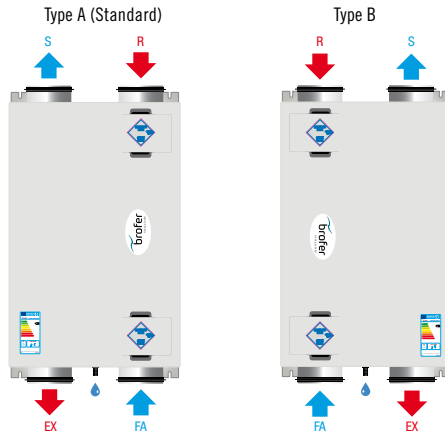 Type A (Standard) Type B
S R R S
brofer brofer
EX FA FA EX